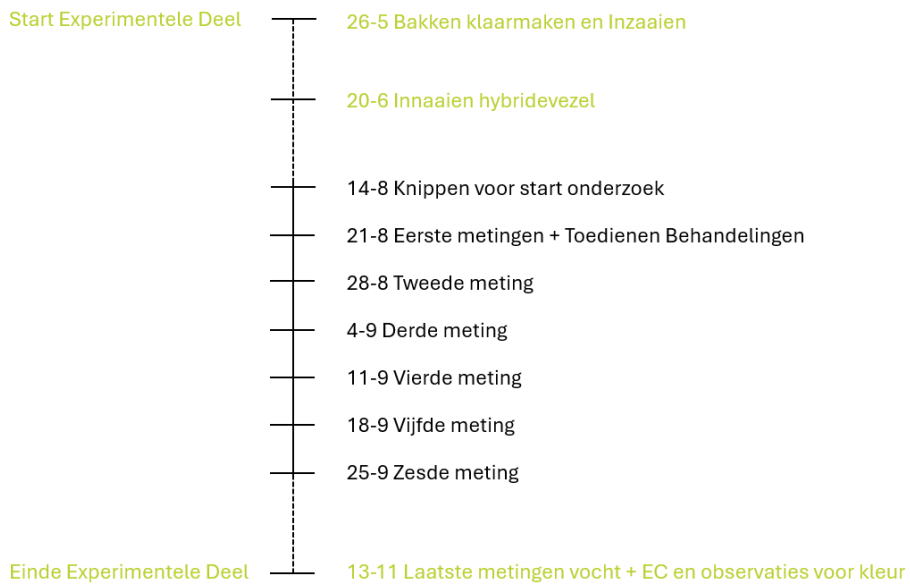 Start Experimentele Deel
26-5 Bakken klaarmaken en Inzaaien
20-6 Innaaien hybridevezel
14-8 Knippen voor start onderzoek
21-8 Eerste metingen + Toedienen Behandelingen
28-8 Tweede meting
4-9 Derde meting
11-9 Vierde meting
18-9 Vijfde meting
25-9 Zesde meting
Einde Experimentele Deel
13-11 Laatste metingen vocht + EC en observaties voor kleur